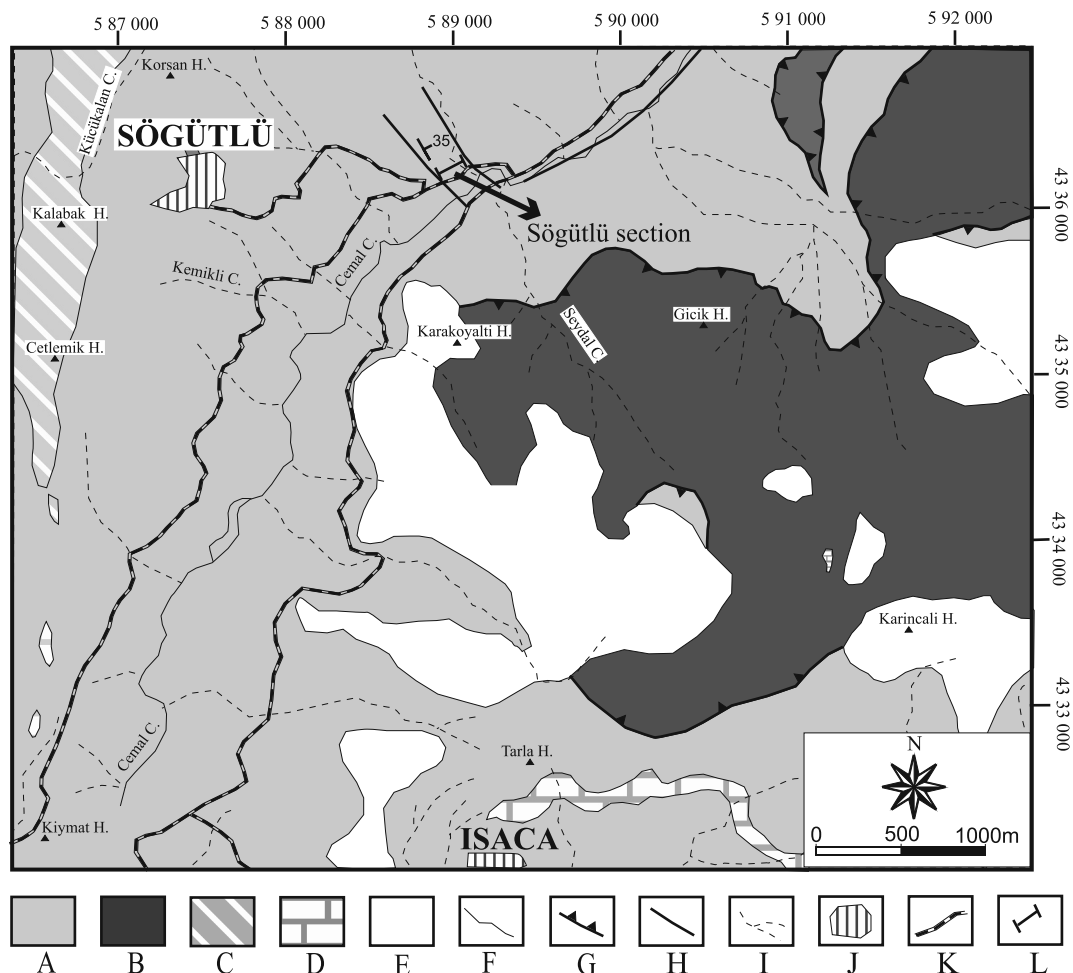 5 87 000 5 88 000 5 89 000 5 90 000 5 91 000 5 92 000
Korsan H.
Kücükalan C.
SÖGÜTLÜ
35
43 36 000
Kalabak H.
Sögütlü section
Cemal C.
Kemikli C.
Seydal C.
Gicik H.
Karakoyalti H.
Cetlemik H.
43 35 000
43 34 000
Karincali H.
43 33 000
Cemal C.
Tarla H.
N
Kiymat H.
ISACA
0 500 1000m
A B C D E F G H I J K L